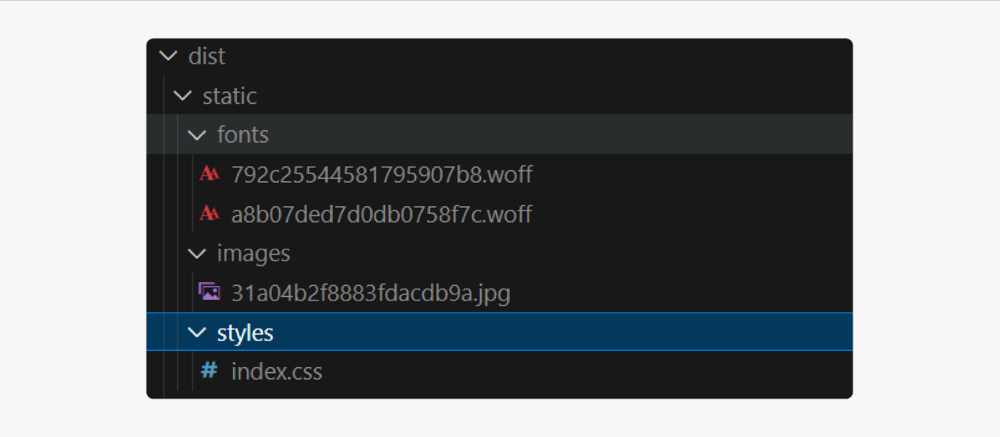 dist
static
fonts
792c25544581795907b8.woff
a8b07ded7d0db0758f7c.woff
images
31a04b2f8883fdacdb9a.jpg
styles
index.css